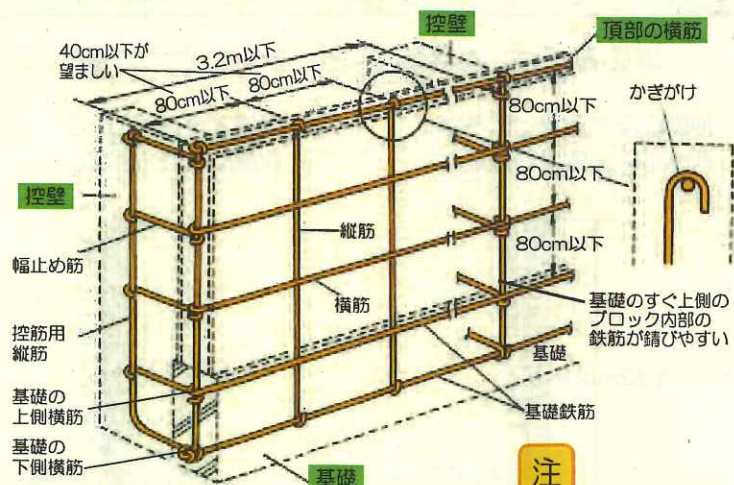 控壁
頂部の横筋
40cm以下が
望ましい
3.2m以下
80cm以下
80cm以下
80cm以下
かぎがけ
控壁
80cm以下
幅止め筋
縦筋
80cm以下
横筋
控筋用
縦筋
基礎のすぐ上側の
ブロック内部の
鉄筋が錆びやすい
基礎
基礎の
上側横筋
基礎鉄筋
基礎の
下側横筋
基礎
注